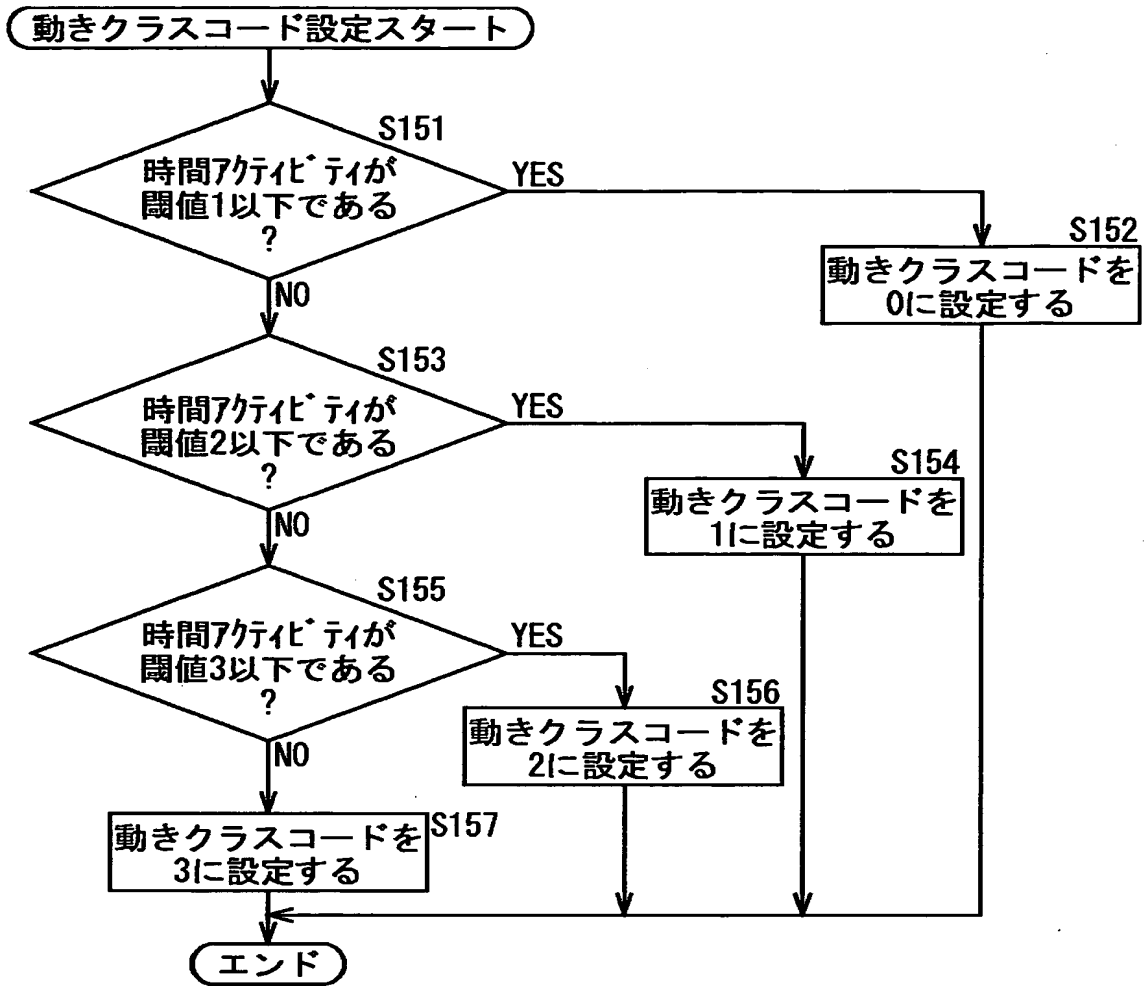 動きクラスコード設定スタート
S151
時間ｱｸﾃｨﾋﾞﾃｨが
閾値1以下である
?
YES
NO
S152
動きクラスコードを
0に設定する
S153
時間ｱｸﾃｨﾋﾞﾃｨが
閾値2以下である
?
YES
NO
S154
動きクラスコードを
1に設定する
S155
時間ｱｸﾃｨﾋﾞﾃｨが
閾値3以下である
?
YES
NO
S156
動きクラスコードを
2に設定する
S157
動きクラスコードを
3に設定する
エンド